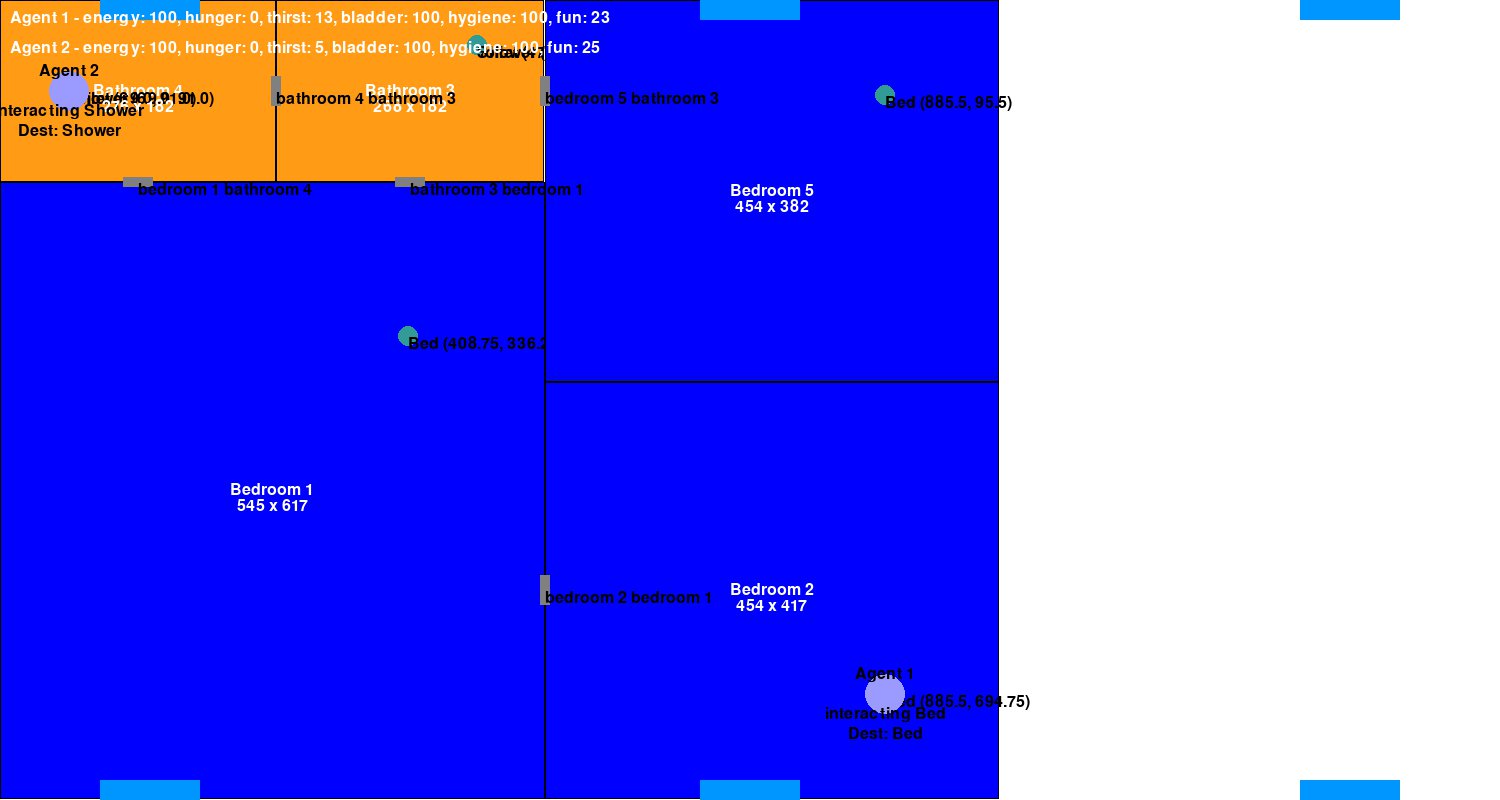 Agent 1 - energy: 100, hunger: 0, thirst: 13, bladder: 100, hygiene: 100, fun: 23
Agent 2 - energy: 100, hunger: 0, thirst: 5, bladder: 100, hygiene: 100, fun: 25
Agent 2
Bathroom 4
182
nteracting Shower
Dest: Shower
Bathroom 3
266 x 182
bathroom 4 bathroom 3
bedroom 5 bathroom 3
Bed (885.5, 95.5)
bedroom 1 bathroom 4
bathroom 3 bedroom 1
Bedroom 5
454 x 382
Bed (408.75, 336.2
Bedroom 1
545 x 617
bedroom 2 bedroom 1
Bedroom 2
454 x 417
Agent 1
d (885.5, 694.75)
interacting Bed
Dest: Bed